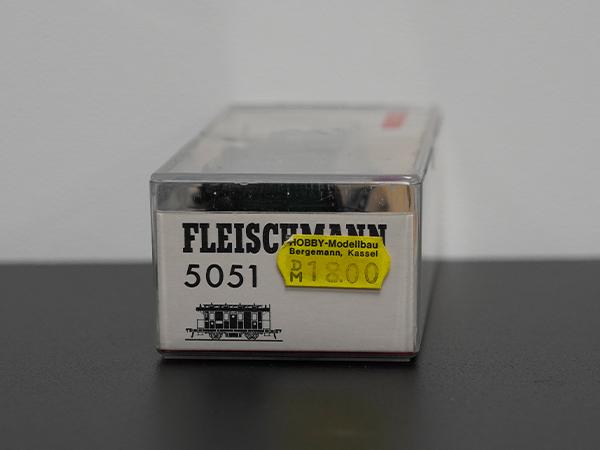 FLEISCHMANN
HOBBY-Modellbau
Bergemann, Kassel
5051
DM 18.00